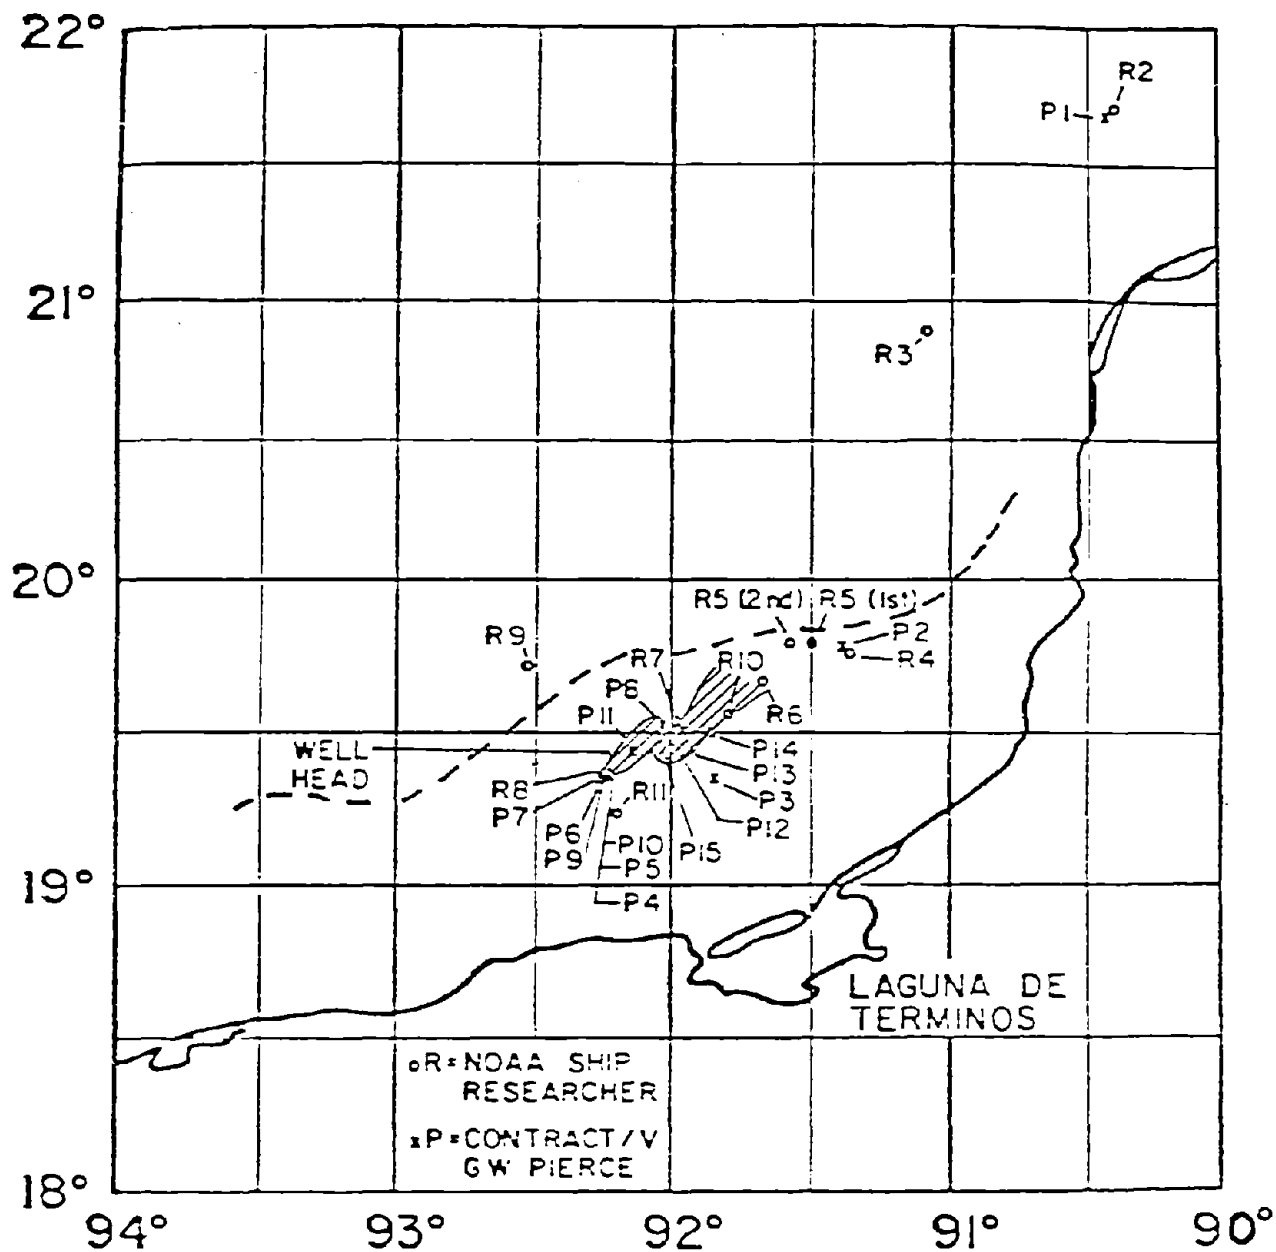 22°
R2
P1
21°
R3
20°
R5 (2nd) R5 (1st)
R9
P2
R7 R10 R4
P8
P11 R6
WELL P14
HEAD P13
R8 R11 P3
P7 P12
P6 P10 P15
P9 P5
19° P4
LAGUNA DE
TERMINOS
R=NOAA SHIP
RESEARCHER
xP=CONTRACT/V
GW PIERCE
18°
94° 93° 92° 91° 90°